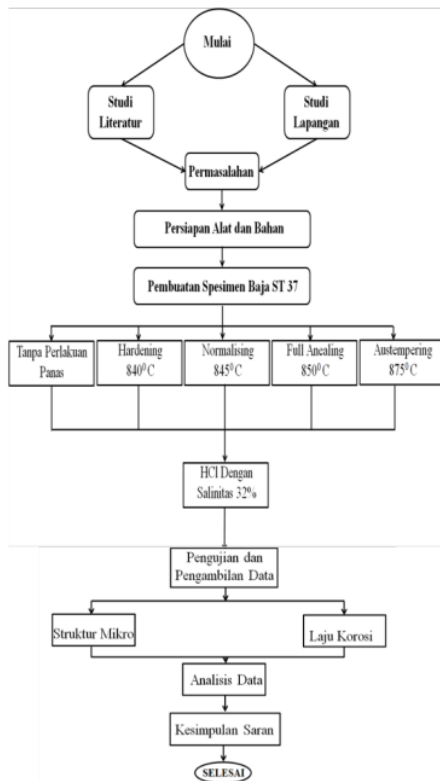 Mulai
Studi
Literatur
Studi
Lapangan
Permasalahan
Persiapan Alat dan Bahan
Pembuatan Spesimen Baja ST 37
Tanpa Perlakuan
Panas
Hardening
840⁰ C
Normalising
845⁰ C
Full Anealing
850⁰ C
Austempering
875⁰ C
HCl Dengan
Salinitas 32%
Pengujian dan
Pengambilan Data
Struktur Mikro
Laju Korosi
Analisis Data
Kesimpulan Saran
SELESAI